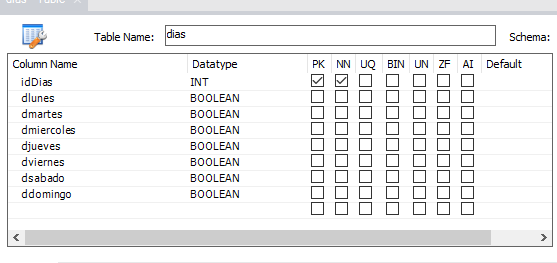 dias - Table
Table Name: dias Schema:
Column Name Datatype PK NN UQ BIN UN ZF AI Default
idDias INT
dlunes BOOLEAN
dmartes BOOLEAN
dmiercoles BOOLEAN
djueves BOOLEAN
dviernes BOOLEAN
dsabado BOOLEAN
ddomingo BOOLEAN